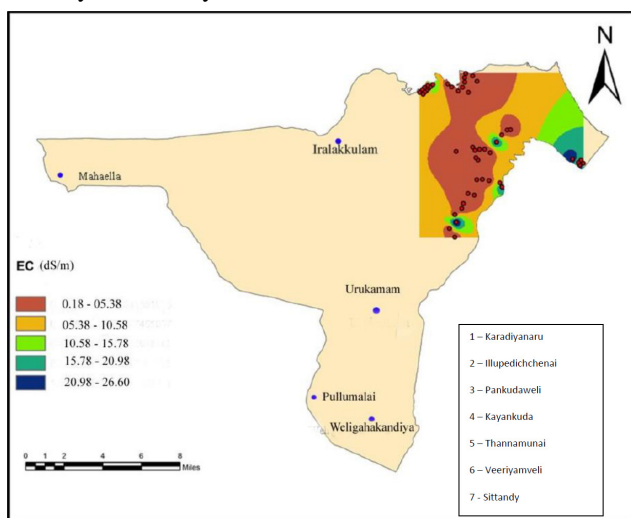 N
Iralakkulam
Mahaella
EC (dS/m)
0.18 - 05.38
05.38 - 10.58
10.58 - 15.78
15.78 - 20.98
20.98 - 26.60
Urukamam
Pullumalai
Weligahakandiya
0 1 2 4 6 8
Miles
1 – Karadiyanaru
2 – Illupedichchenai
3 – Pankudaweli
4 – Kayankuda
5 – Thannamunai
6 – Veeriyamveli
7 - Sittandy